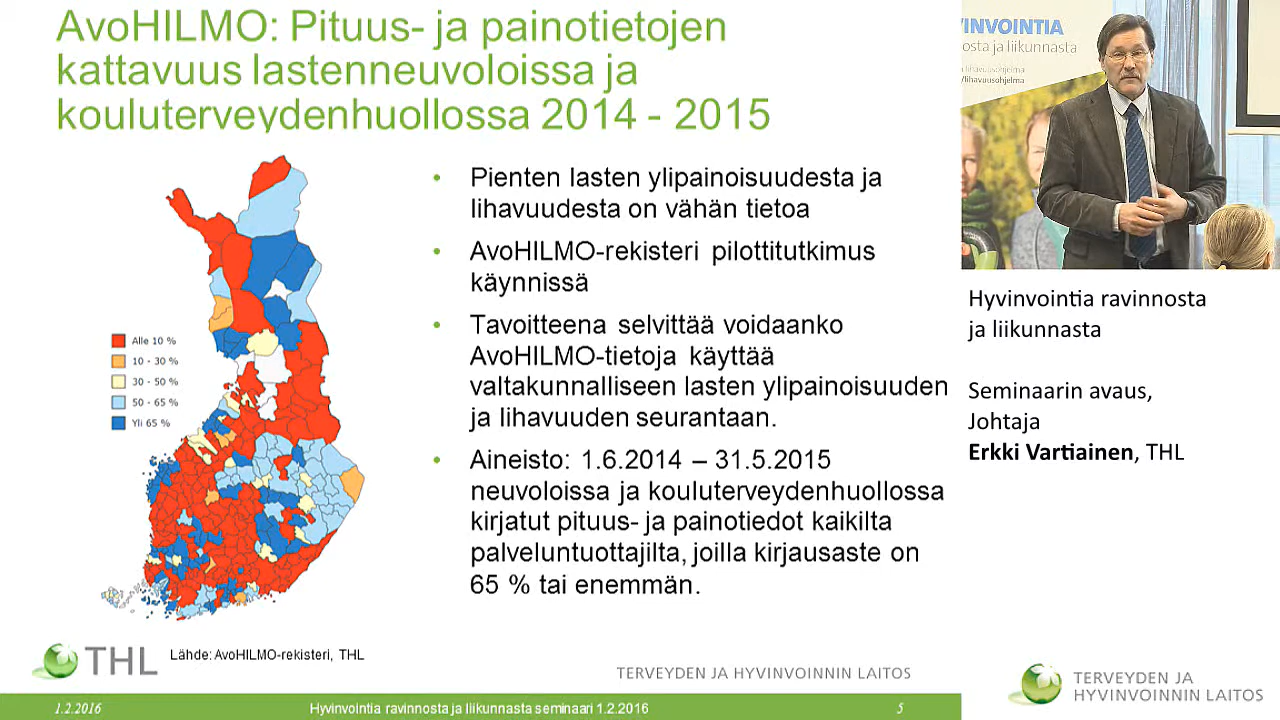 AvoHILMO: Pituus- ja painotietojen
kattavuus lastenneuvoloissa ja
kouluterveydenhuollossa 2014 - 2015
• Pienten lasten ylipainoisuudesta ja
lihavuudesta on vähän tietoa
• AvoHILMO-rekisteri pilottitutkimus
käynnissä
• Tavoitteena selvittää voidaanko
AvoHILMO-tietoja käyttää
valtakunnalliseen lasten ylipainoisuuden
ja lihavuuden seurantaan.
• Aineisto: 1.6.2014 – 31.5.2015
neuvoloissa ja kouluterveydenhuollossa
kirjatut pituus- ja painotiedot kaikilta
palveluntuottajilta, joilla kirjausaste on
65 % tai enemmän.
Alle 10 %
10 - 30 %
30 - 50 %
50 - 65 %
Yli 65 %
THL
Lähde: AvoHILMO-rekisteri, THL
TERVEYDEN JA HYVINVOINNIN LAITOS
1.2.2016
Hyvinvointia ravinnosta ja liikunnasta seminaari 1.2.2016
5
VINVOINTIA
nosta ja liikunnasta
lihavuusohjelma
/lihavuusohjelma
Hyvinvointia ravinnosta
ja liikunnasta
Seminaarin avaus,
Johtaja
Erkki Vartiainen, THL
TERVEYDEN JA
HYVINVOINNIN LAITOS